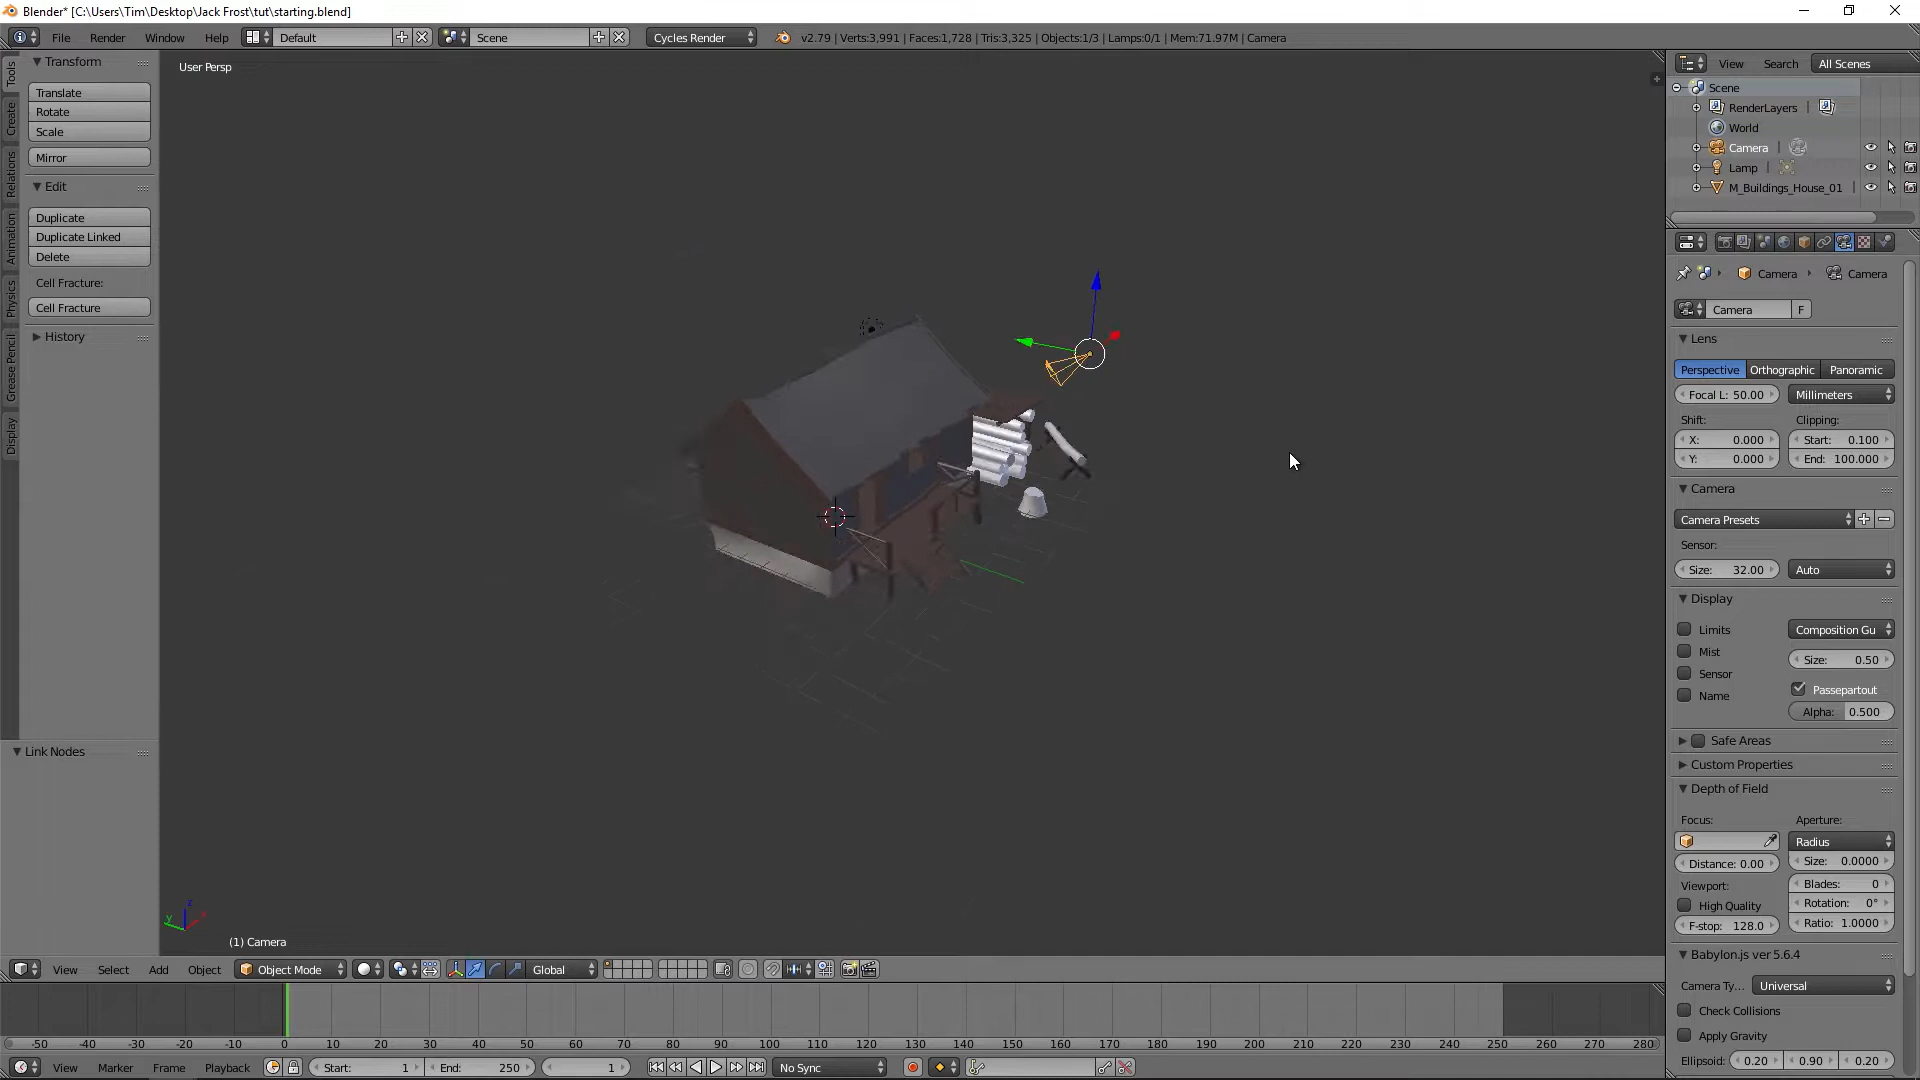 Blender* [C:\Users\Tim\Desktop\Jack Frost\tut\starting.blend]
File Render Window Help Default Scene Cycles Render v2.79 | Verts:3,991 | Faces:1,728 | Tris:3,325 | Objects:1/3 | Lamps:0/1 | Mem:71.97M | Camera
Tools
Create
Relations
Animation
Physics
Grease Pencil
Display
Transform
Translate
Rotate
Scale
Mirror
Edit
Duplicate
Duplicate Linked
Delete
Cell Fracture:
Cell Fracture
History
Link Nodes
User Persp
z
y
x
(1) Camera
View Search All Scenes
Scene
RenderLayers |
World
Camera |
Lamp |
M_Buildings_House_01
Camera Camera
Camera F
Lens
Perspective Orthographic Panoramic
Focal L: 50.00 Millimeters
Shift: Clipping:
X: 0.000 Start: 0.100
Y: 0.000 End: 100.000
Camera
Camera Presets
Sensor:
Size: 32.00 Auto
Display
Limits Composition Gu
Mist Size: 0.50
Sensor Passepartout
Name Alpha: 0.500
Safe Areas
Custom Properties
Depth of Field
Focus: Aperture:
Radius
Distance: 0.00 Size: 0.0000
Viewport: Blades: 0
High Quality Rotation: 0°
F-stop: 128.0 Ratio: 1.0000
Babylon.js ver 5.6.4
Camera Ty... Universal
Check Collisions
Apply Gravity
Ellipsoid: 0.20 0.90 0.20
View Select Add Object Object Mode Global
-50 -40 -30 -20 -10 0 10 20 30 40 50 60 70 80 90 100 110 120 130 140 150 160 170 180 190 200 210 220 230 240 250 260 270 280
View Marker Frame Playback Start: 1 End: 250 1 No Sync